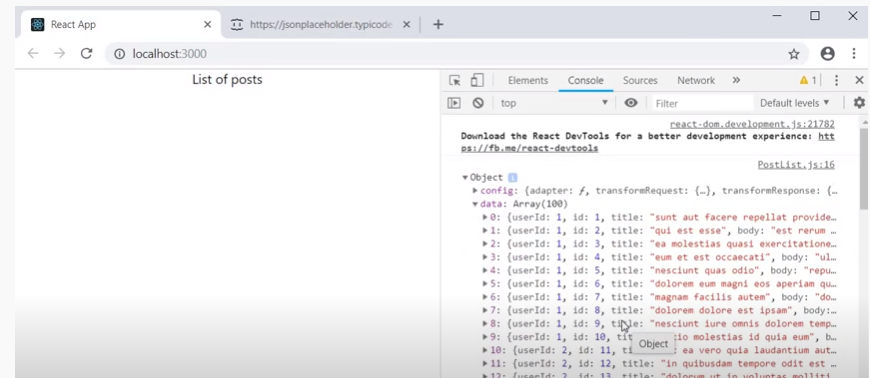 React App
https://jsonplaceholder.typicode
localhost:3000
List of posts
Elements Console Sources Network » 1
top Filter Default levels ▼
react-dom.development.js:21782
Download the React DevTools for a better development experience: htt
ps://fb.me/react-devtools
PostList.js:16
▼Object i
▶config: {adapter: ƒ, transformRequest: {…}, transformResponse: {…
▼data: Array(100)
▶0: {userId: 1, id: 1, title: "sunt aut facere repellat provide…
▶1: {userId: 1, id: 2, title: "qui est esse", body: "est rerum …
▶2: {userId: 1, id: 3, title: "ea molestias quasi exercitatione…
▶3: {userId: 1, id: 4, title: "eum et est occaecati", body: "ul…
▶4: {userId: 1, id: 5, title: "nesciunt quas odio", body: "repu…
▶5: {userId: 1, id: 6, title: "dolorem eum magni eos aperiam qu…
▶6: {userId: 1, id: 7, title: "magnam facilis autem", body: "do…
▶7: {userId: 1, id: 8, title: "dolorem dolore est ipsam", body:…
▶8: {userId: 1, id: 9, title: "nesciunt iure omnis dolorem temp…
▶9: {userId: 1, id: 10, tit io molestias id quia eum", b…
Object
▶10: {userId: 2, id: 11, ea vero quia laudantium aut…
▶11: {userId: 2, id: 12, "in quibusdam tempore odit est …
▶12: {userId: 2, id: 13, title: "dolorum ut in voluptas molliti…